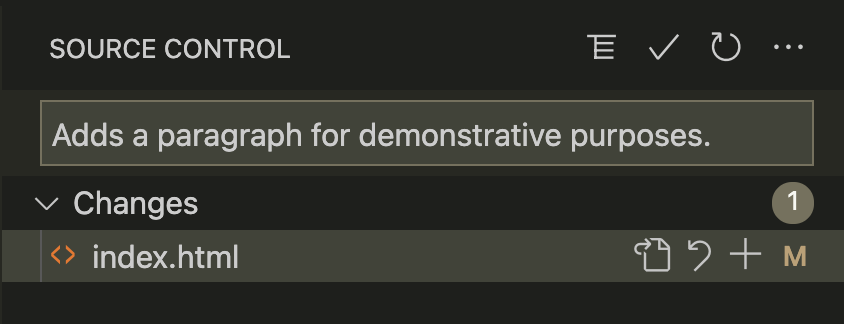 SOURCE CONTROL
Adds a paragraph for demonstrative purposes.
Changes 1
index.html M